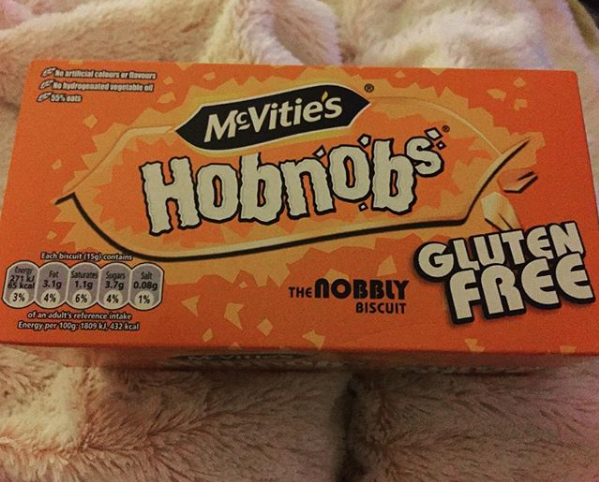 No artificial colours or flavours
No hydrogenated vegetable oil
55% oats
McVitie's®
Hobnobs®
GLUTEN
FREE
THE NOBBLY
BISCUIT
Each biscuit (15g) contains
Energy Fat Saturates Sugars Salt
271 kJ 3.1g 1.1g 3.7g 0.08g
65 kcal
3% 4% 6% 4% 1%
of an adult's reference intake
Energy per 100g: 1809 kJ, 432 kcal